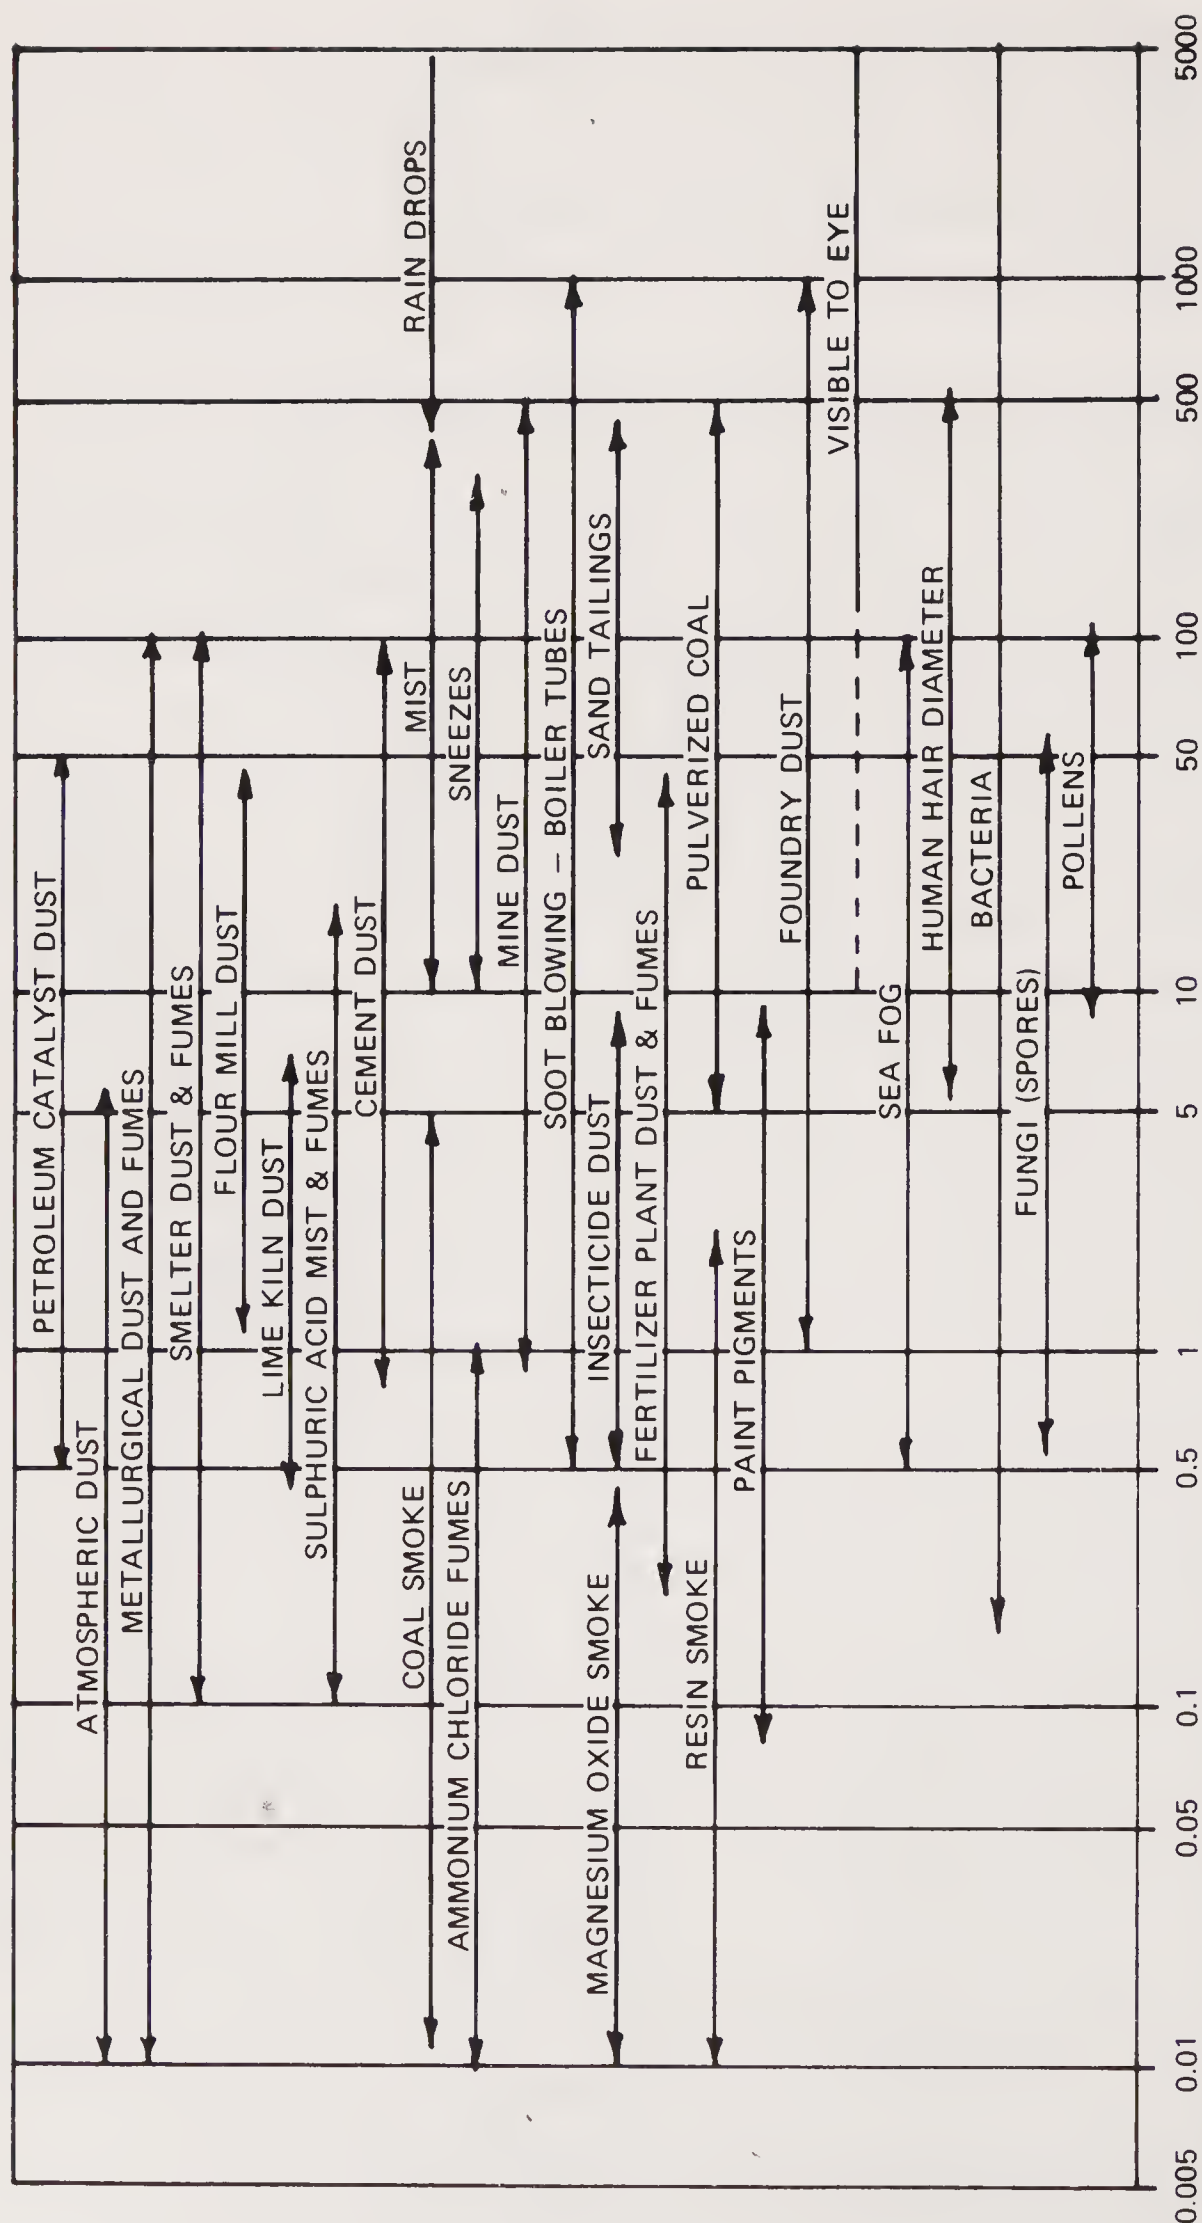 PETROLEUM CATALYST DUST
ATMOSPHERIC DUST
METALLURGICAL DUST AND FUMES
SMELTER DUST & FUMES
FLOUR MILL DUST
LIME KILN DUST
SULPHURIC ACID MIST & FUMES
CEMENT DUST
COAL SMOKE
MIST
RAIN DROPS
AMMONIUM CHLORIDE FUMES
SNEEZES
MINE DUST
SOOT BLOWING – BOILER TUBES
MAGNESIUM OXIDE SMOKE
INSECTICIDE DUST
SAND TAILINGS
FERTILIZER PLANT DUST & FUMES
RESIN SMOKE
PULVERIZED COAL
PAINT PIGMENTS
FOUNDRY DUST
VISIBLE TO EYE
SEA FOG
HUMAN HAIR DIAMETER
BACTERIA
FUNGI (SPORES)
POLLENS
0.005 0.01 0.05 0.1 0.5 1 5 10 50 100 500 1000 5000